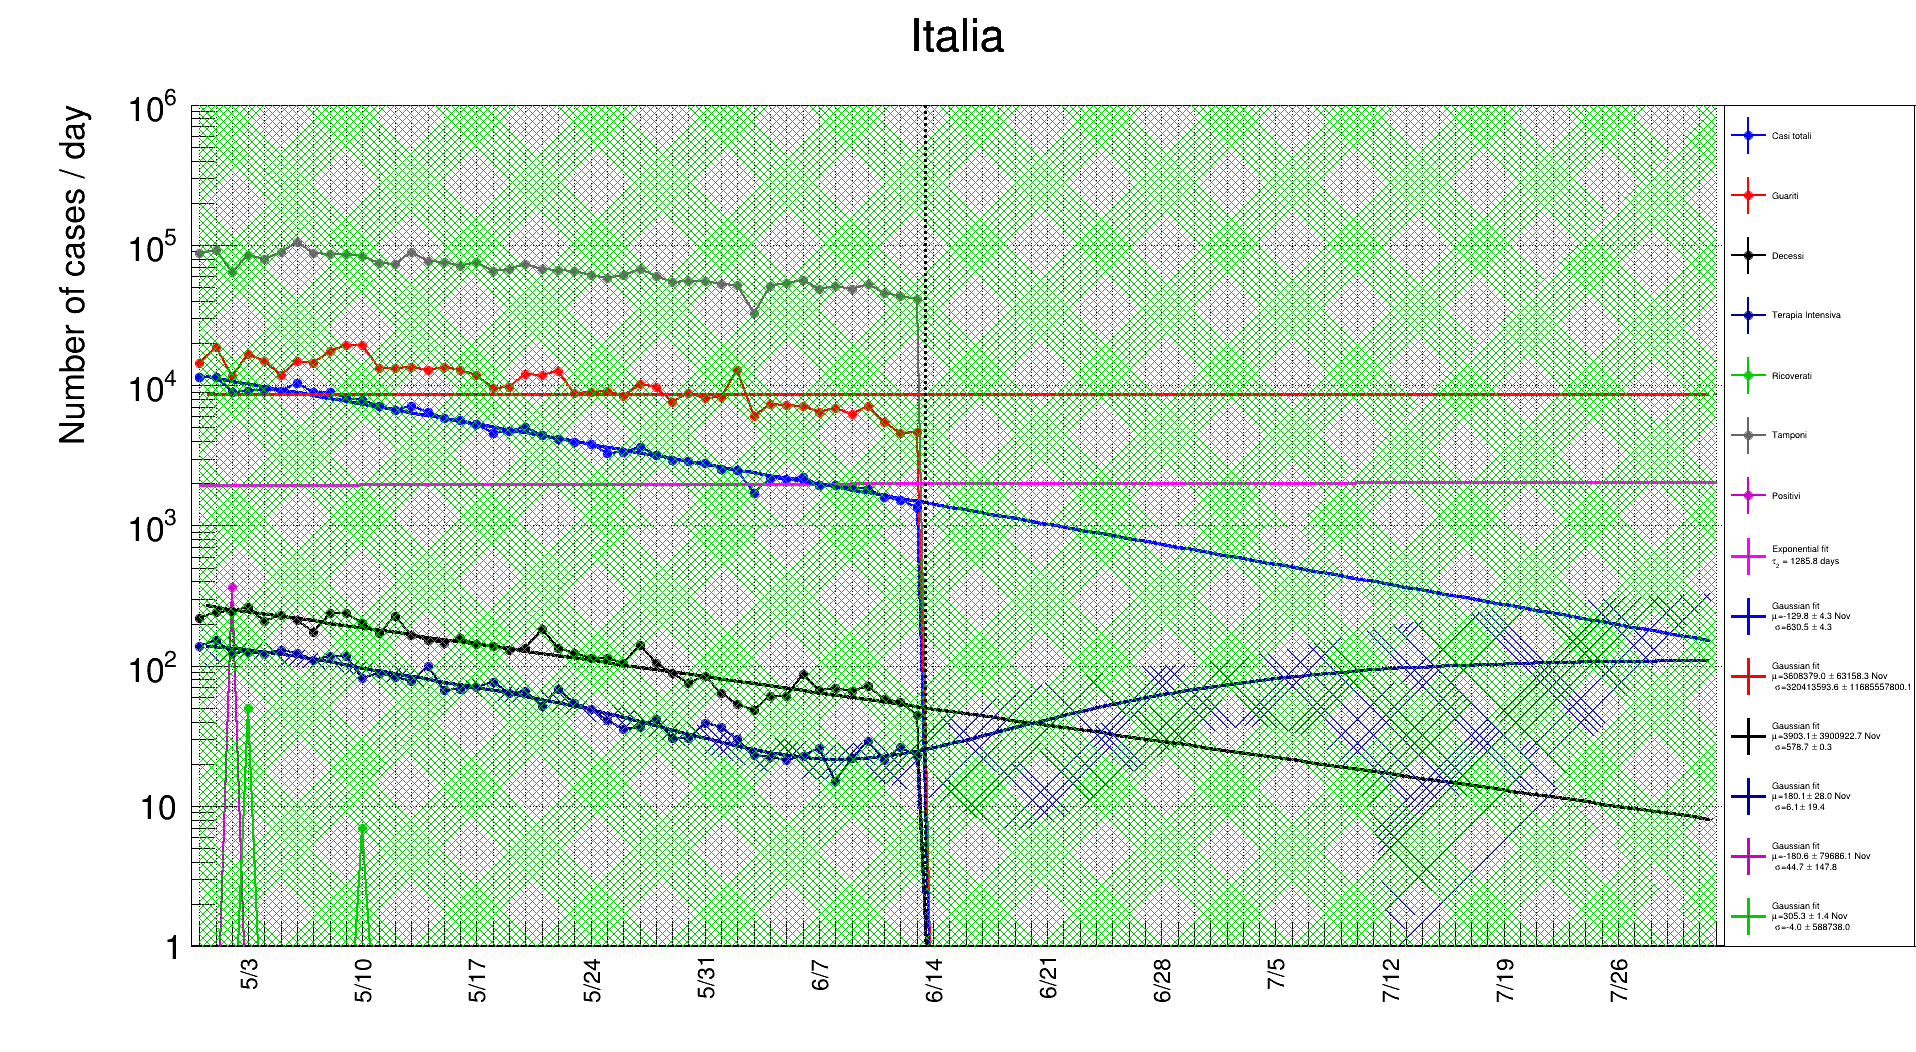 Italia
Number of cases / day
10^6
10^5
10^4
10^3
10^2
10
1
5/3
5/10
5/17
5/24
5/31
6/7
6/14
6/21
6/28
7/5
7/12
7/19
7/26
Casi totali
Guariti
Decessi
Terapia Intensiva
Ricoverati
Tamponi
Positivi
Exponential fit
τ₂ = 1285.8 days
Gaussian fit
μ=-129.8 ± 4.3 Nov
σ=630.5 ± 4.3
Gaussian fit
μ=3608379.0 ± 63158.3 Nov
σ=320413593.6 ± 11685557800.1
Gaussian fit
μ=3903.1 ± 3900922.7 Nov
σ=578.7 ± 0.3
Gaussian fit
μ=180.1 ± 28.0 Nov
σ=6.1 ± 19.4
Gaussian fit
μ=-180.6 ± 79686.1 Nov
σ=44.7 ± 147.8
Gaussian fit
μ=305.3 ± 1.4 Nov
σ=-4.0 ± 588738.0